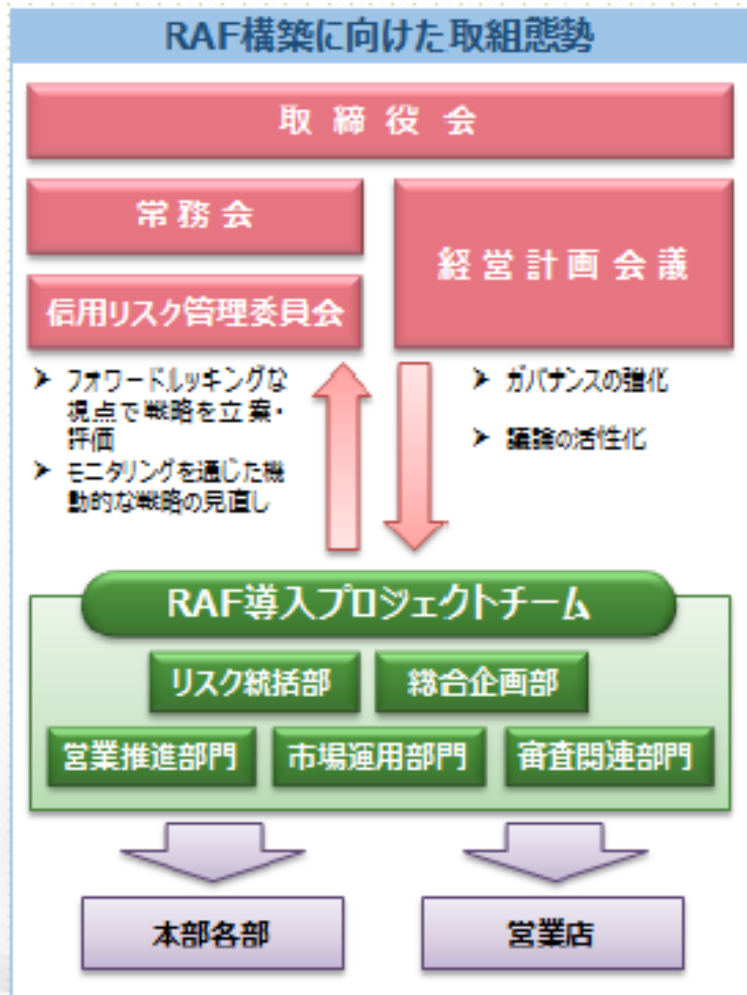 RAF構築に向けた取組態勢
取締役会
常務会
経営計画会議
信用リスク管理委員会
➤ フォワードルッキングな
視点で戦略を立案・
評価
➤ モニタリングを通じた機
動的な戦略の見直し
➤ ガバナンスの強化
➤ 議論の活性化
RAF導入プロジェクトチーム
リスク統括部
総合企画部
営業推進部門
市場運用部門
審査関連部門
本部各部
営業店